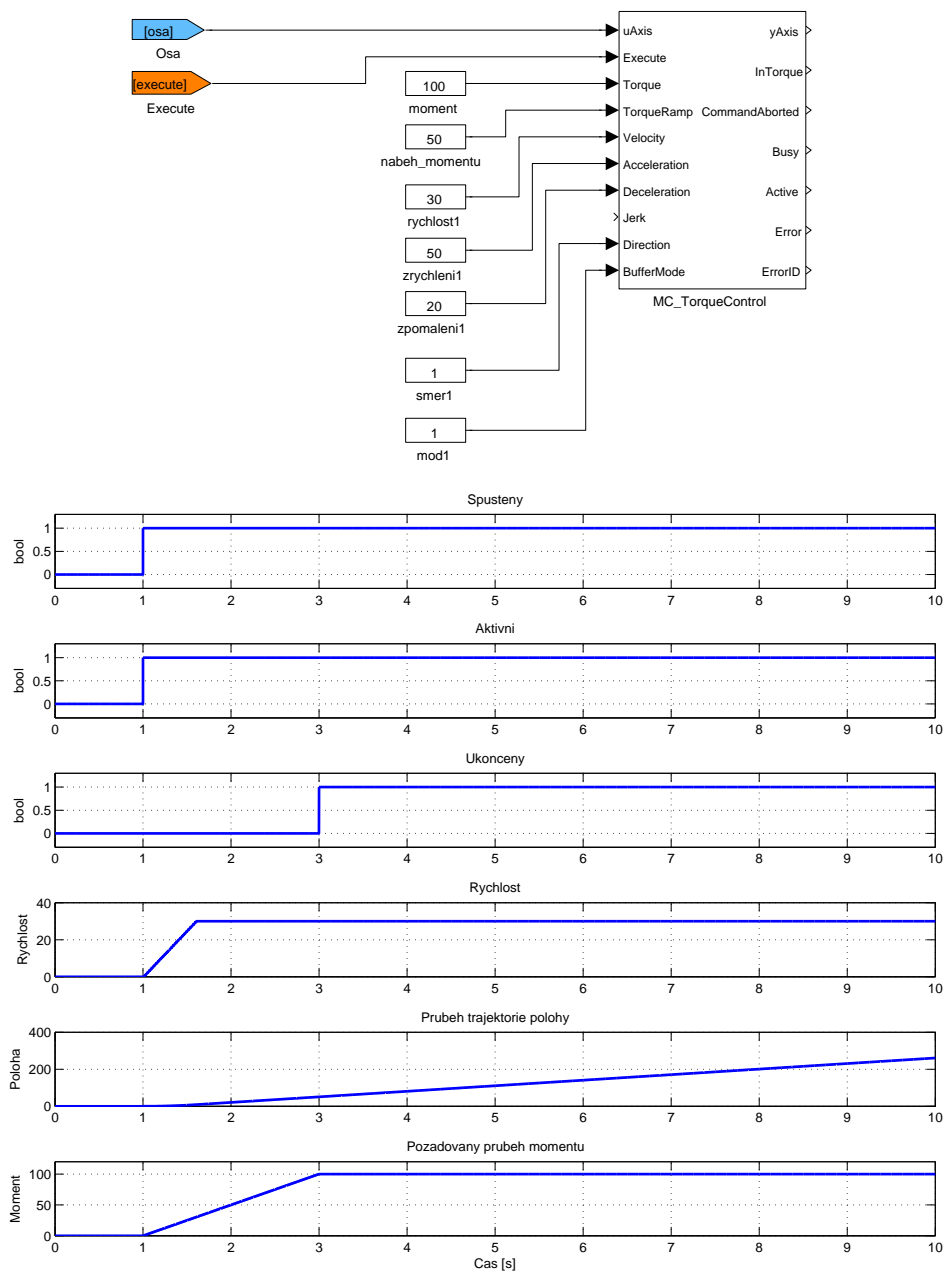 [osa]
Osa
[execute]
Execute
100
moment
50
nabeh_momentu
30
rychlost1
50
zrychleni1
20
zpomaleni1
1
smer1
1
mod1
uAxis
Execute
Torque
TorqueRamp
Velocity
Acceleration
Deceleration
Jerk
Direction
BufferMode
yAxis
InTorque
CommandAborted
Busy
Active
Error
ErrorID
MC_TorqueControl
Spusteny
bool
1
0.5
0
0 1 2 3 4 5 6 7 8 9 10
Aktivni
bool
1
0.5
0
0 1 2 3 4 5 6 7 8 9 10
Ukonceny
bool
1
0.5
0
0 1 2 3 4 5 6 7 8 9 10
Rychlost
Rychlost
40
20
0
0 1 2 3 4 5 6 7 8 9 10
Prubeh trajektorie polohy
Poloha
400
200
0
0 1 2 3 4 5 6 7 8 9 10
Pozadovany prubeh momentu
Moment
100
50
0
0 1 2 3 4 5 6 7 8 9 10
Cas [s]